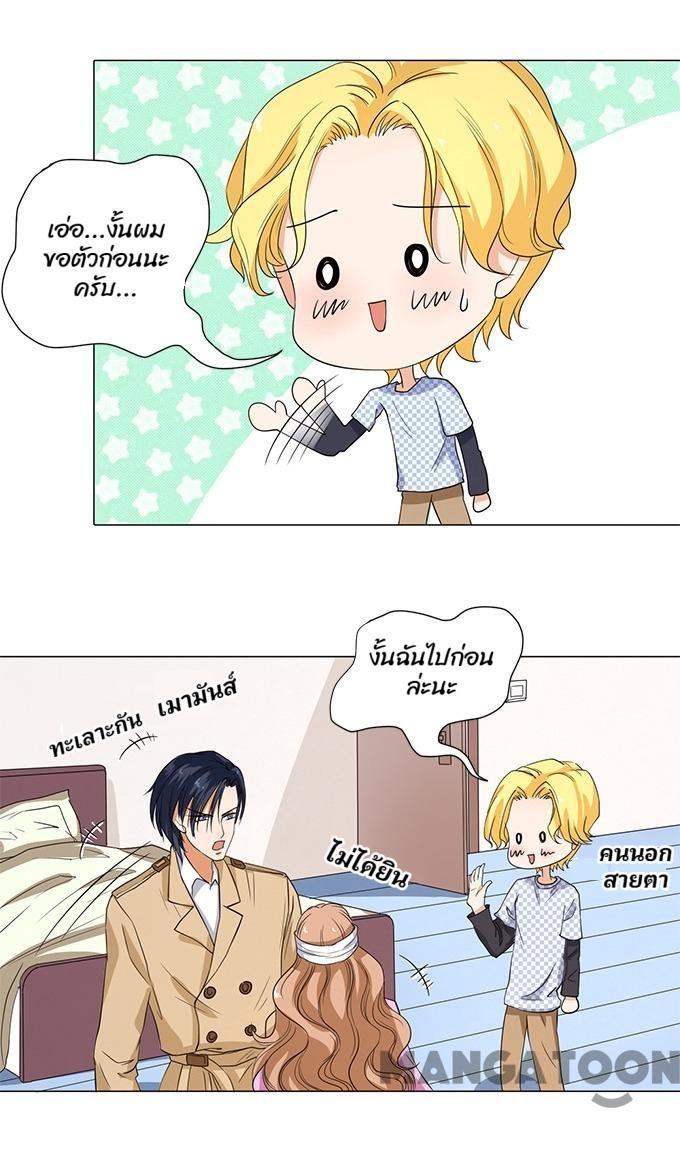 เอ่อ...งั้นผม
ขอตัวก่อนนะ
ครับ...
งั้นฉันไปก่อน
ล่ะนะ
ทะเลาะกัน เมามันส์
ไม่ได้ยิน
คนนอก
สายตา
MANGATOON